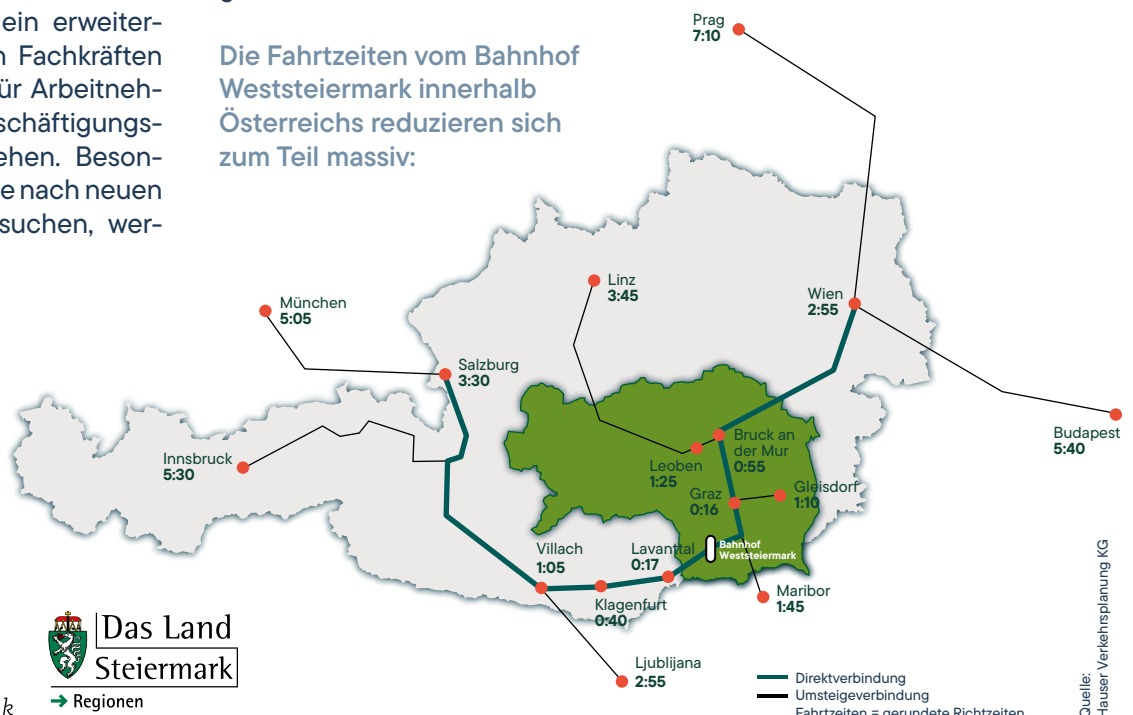 ein erweiter-
Fachkräften
ür Arbeitneh-
schäftigungs-
ehen. Beson-
e nach neuen
suchen, wer-
Die Fahrtzeiten vom Bahnhof
Weststeiermark innerhalb
Österreichs reduzieren sich
zum Teil massiv:
Prag
7:10
Linz
3:45
Wien
2:55
München
5:05
Salzburg
3:30
Innsbruck
5:30
Budapest
5:40
Bruck an
der Mur
0:55
Leoben
1:25
Graz
0:16
Gleisdorf
1:10
Villach
1:05
Lavanttal
0:17
Bahnhof
Weststeiermark
Klagenfurt
0:40
Maribor
1:45
Ljublijana
2:55
Das Land
Steiermark
→ Regionen
k
Direktverbindung
Umsteigeverbindung
Fahrtzeiten = gerundete Richtzeiten
Quelle:
Hauser Verkehrsplanung KG